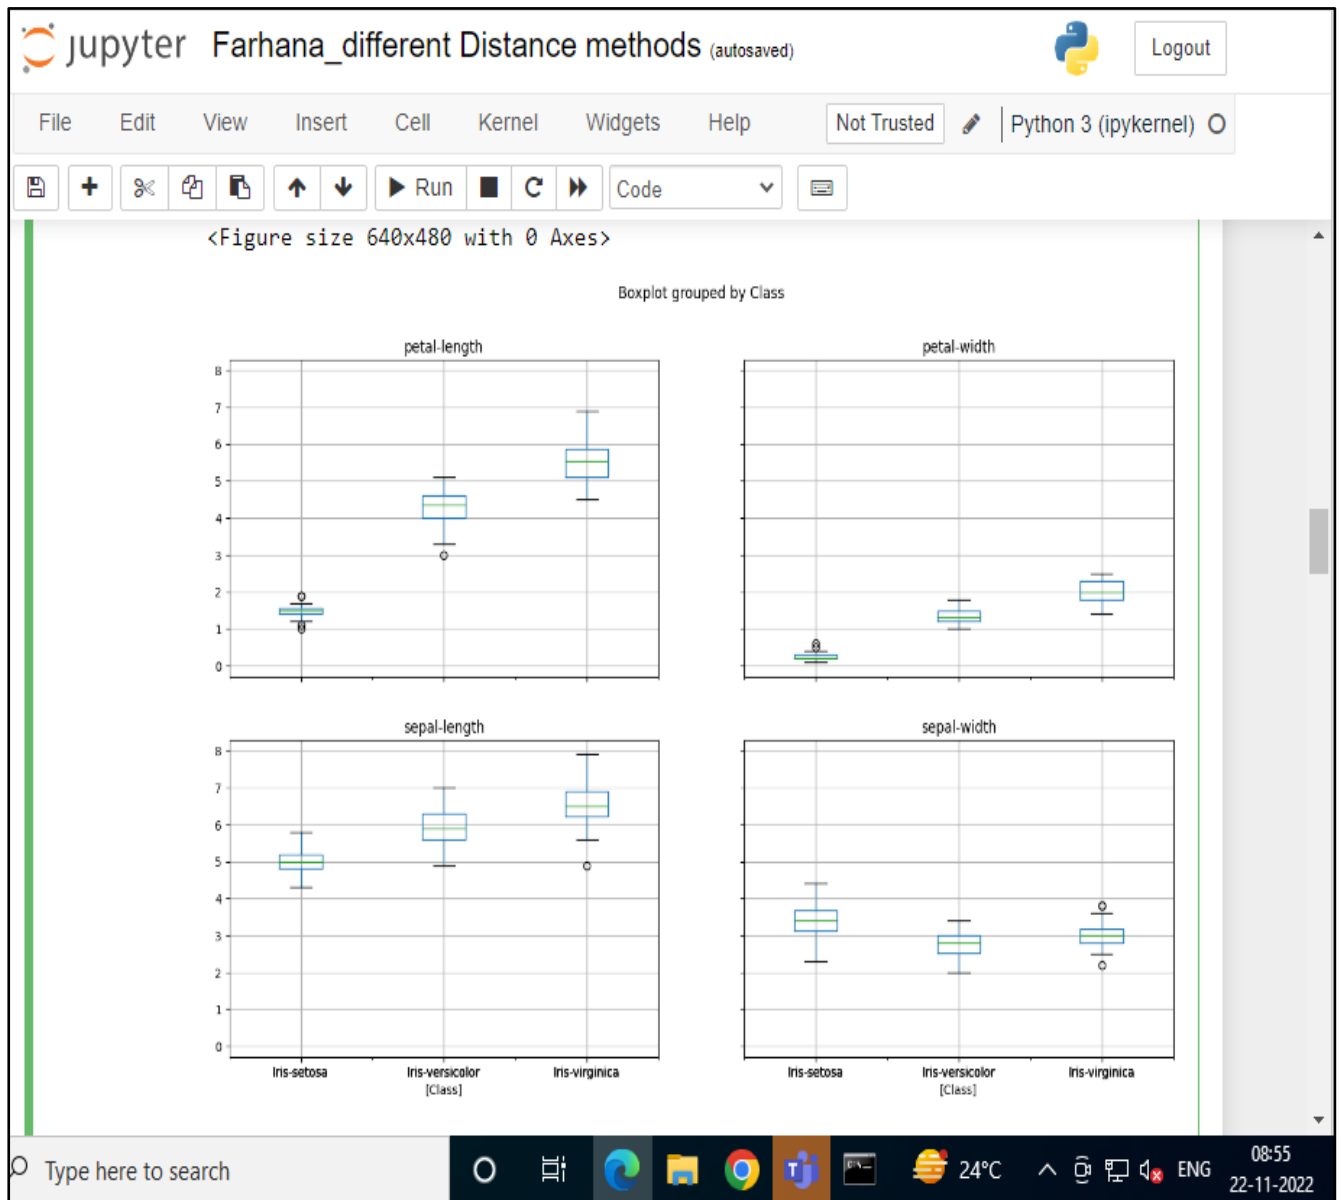 jupyter Farhana_different Distance methods (autosaved)
Logout
File Edit View Insert Cell Kernel Widgets Help Not Trusted Python 3 (ipykernel)
Run Code
<Figure size 640x480 with 0 Axes>
Boxplot grouped by Class
petal-length
8
7
6
5
4
3
2
1
0
petal-width
sepal-length
8
7
6
5
4
3
2
1
0
Iris-setosa Iris-versicolor Iris-virginica
[Class]
sepal-width
Iris-setosa Iris-versicolor Iris-virginica
[Class]
Type here to search
24°C
ENG
08:55
22-11-2022